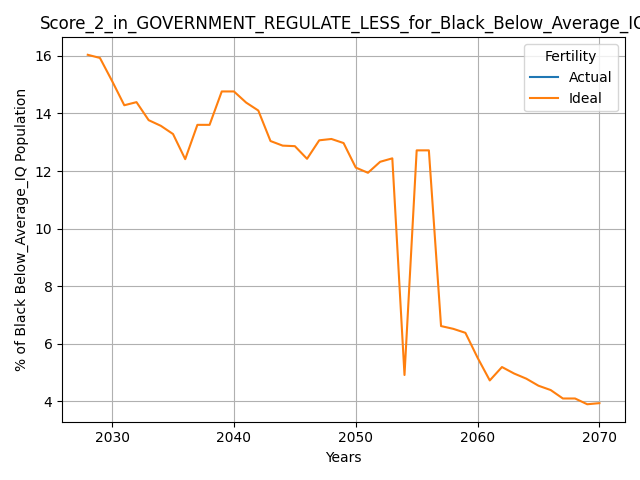 Score_2_in_GOVERNMENT_REGULATE_LESS_for_Black_Below_Average_IQ
Fertility
Actual
Ideal
% of Black Below_Average_IQ Population
16
14
12
10
8
6
4
2030 2040 2050 2060 2070
Years